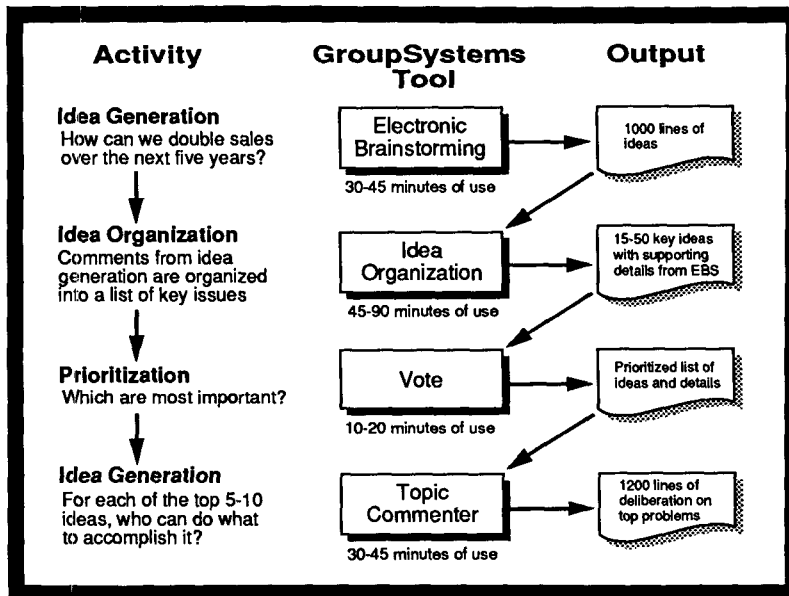 Activity
GroupSystems
Tool
Output
Idea Generation
How can we double sales
over the next five years?
Electronic
Brainstorming
30-45 minutes of use
1000 lines of
ideas
Idea Organization
Comments from idea
generation are organized
into a list of key issues
Idea
Organization
45-90 minutes of use
15-50 key ideas
with supporting
details from EBS
Prioritization
Which are most important?
Vote
10-20 minutes of use
Prioritized list of
ideas and details
Idea Generation
For each of the top 5-10
ideas, who can do what
to accomplish it?
Topic
Commenter
30-45 minutes of use
1200 lines of
deliberation on
top problems